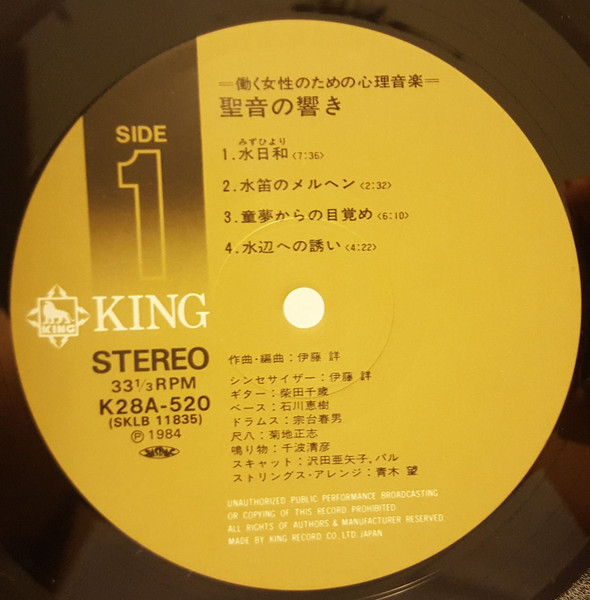 =働く女性のための心理音楽=
聖音の響き
SIDE
1
みずひより
1.水日和〈7:36〉
2.水笛のメルヘン〈2:32〉
3.童夢からの目覚め〈6:10〉
4.水辺への誘い〈4:22〉
KING
KING
STEREO
33 1/3 RPM
K28A-520
(SKLB 11835)
Ⓟ 1984
作曲・編曲：伊藤 詳
シンセサイザー：伊藤 詳
ギター：柴田千歳
ベース：石川恵樹
ドラムス：宗台春男
尺八：菊地正志
鳴り物：千波清彦
スキャット：沢田亜矢子,バル
ストリングス・アレンジ：青木 望
UNAUTHORIZED PUBLIC PERFORMANCE BROADCASTING
OR COPYING OF THIS RECORD PROHIBITED.
ALL RIGHTS OF AUTHORS & MANUFACTURER RESERVED
MADE BY KING RECORD CO. LTD JAPAN